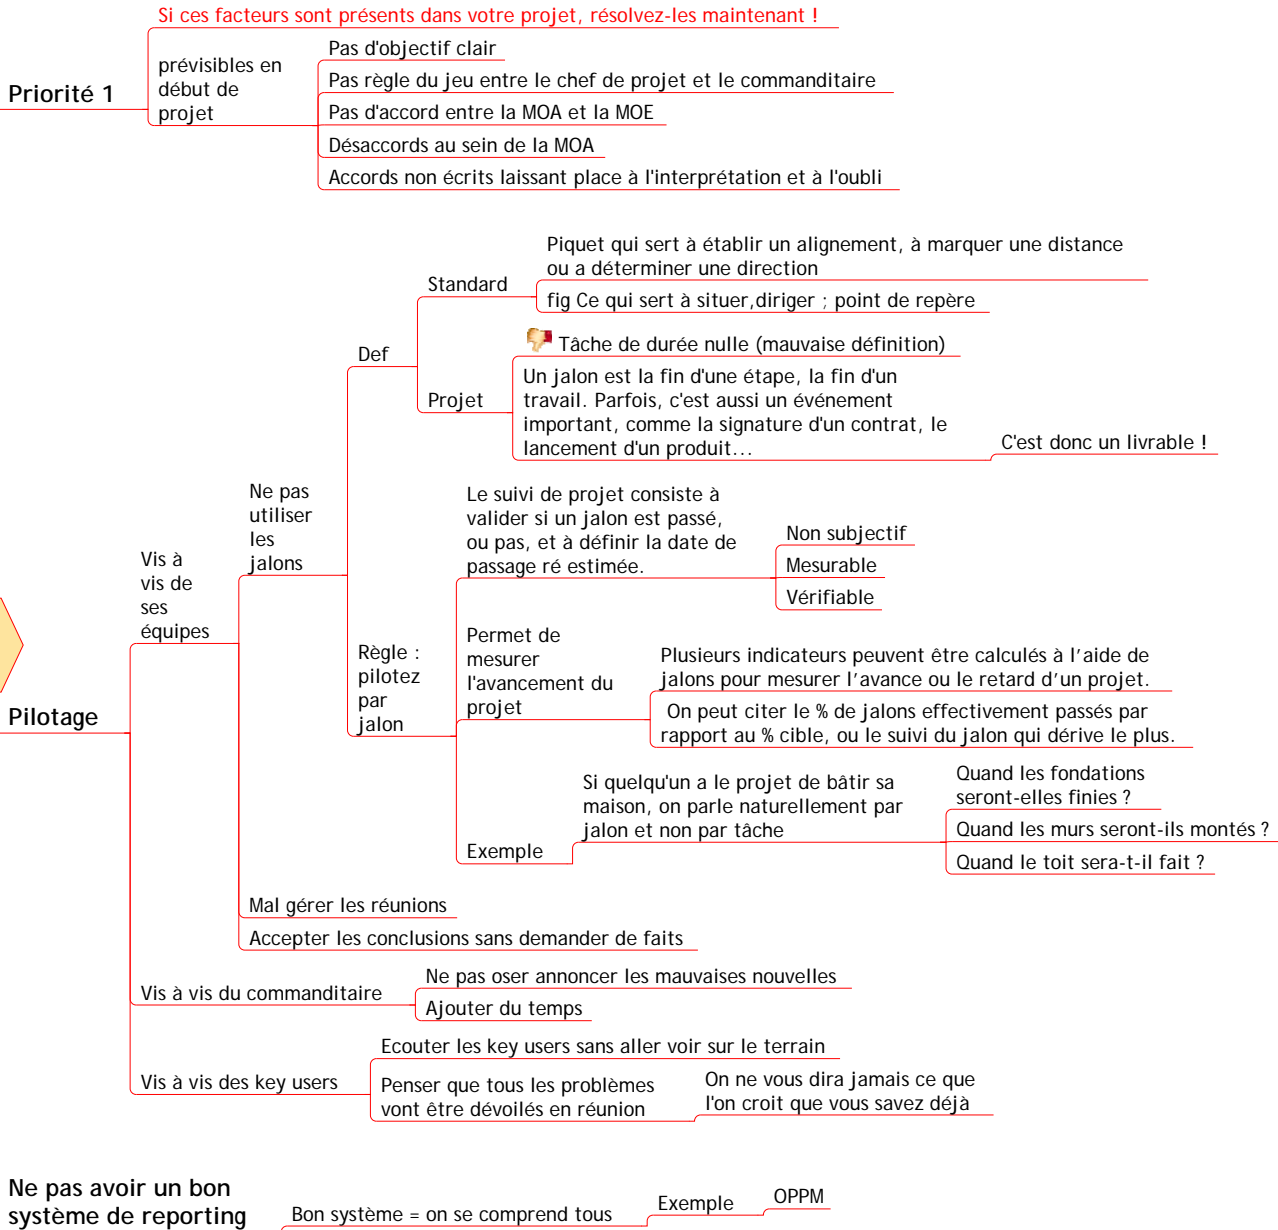 Si ces facteurs sont présents dans votre projet, résolvez-les maintenant !
Priorité 1
prévisibles en
début de
projet
Pas d'objectif clair
Pas règle du jeu entre le chef de projet et le commanditaire
Pas d'accord entre la MOA et la MOE
Désaccords au sein de la MOA
Accords non écrits laissant place à l'interprétation et à l'oubli
Pilotage
Vis à
vis de
ses
équipes
Ne pas
utiliser
les
jalons
Def
Standard
Piquet qui sert à établir un alignement, à marquer une distance
ou a déterminer une direction
fig Ce qui sert à situer,diriger ; point de repère
Projet
Tâche de durée nulle (mauvaise définition)
Un jalon est la fin d'une étape, la fin d'un
travail. Parfois, c'est aussi un événement
important, comme la signature d'un contrat, le
lancement d'un produit…
C'est donc un livrable !
Règle :
pilotez
par
jalon
Le suivi de projet consiste à
valider si un jalon est passé,
ou pas, et à définir la date de
passage ré estimée.
Non subjectif
Mesurable
Vérifiable
Permet de
mesurer
l'avancement du
projet
Plusieurs indicateurs peuvent être calculés à l’aide de
jalons pour mesurer l’avance ou le retard d’un projet.
On peut citer le % de jalons effectivement passés par
rapport au % cible, ou le suivi du jalon qui dérive le plus.
Exemple
Si quelqu'un a le projet de bâtir sa
maison, on parle naturellement par
jalon et non par tâche
Quand les fondations
seront-elles finies ?
Quand les murs seront-ils montés ?
Quand le toit sera-t-il fait ?
Mal gérer les réunions
Accepter les conclusions sans demander de faits
Vis à vis du commanditaire
Ne pas oser annoncer les mauvaises nouvelles
Ajouter du temps
Vis à vis des key users
Ecouter les key users sans aller voir sur le terrain
Penser que tous les problèmes
vont être dévoilés en réunion
On ne vous dira jamais ce que
l'on croit que vous savez déjà
Ne pas avoir un bon
système de reporting
Bon système = on se comprend tous
Exemple
OPPM